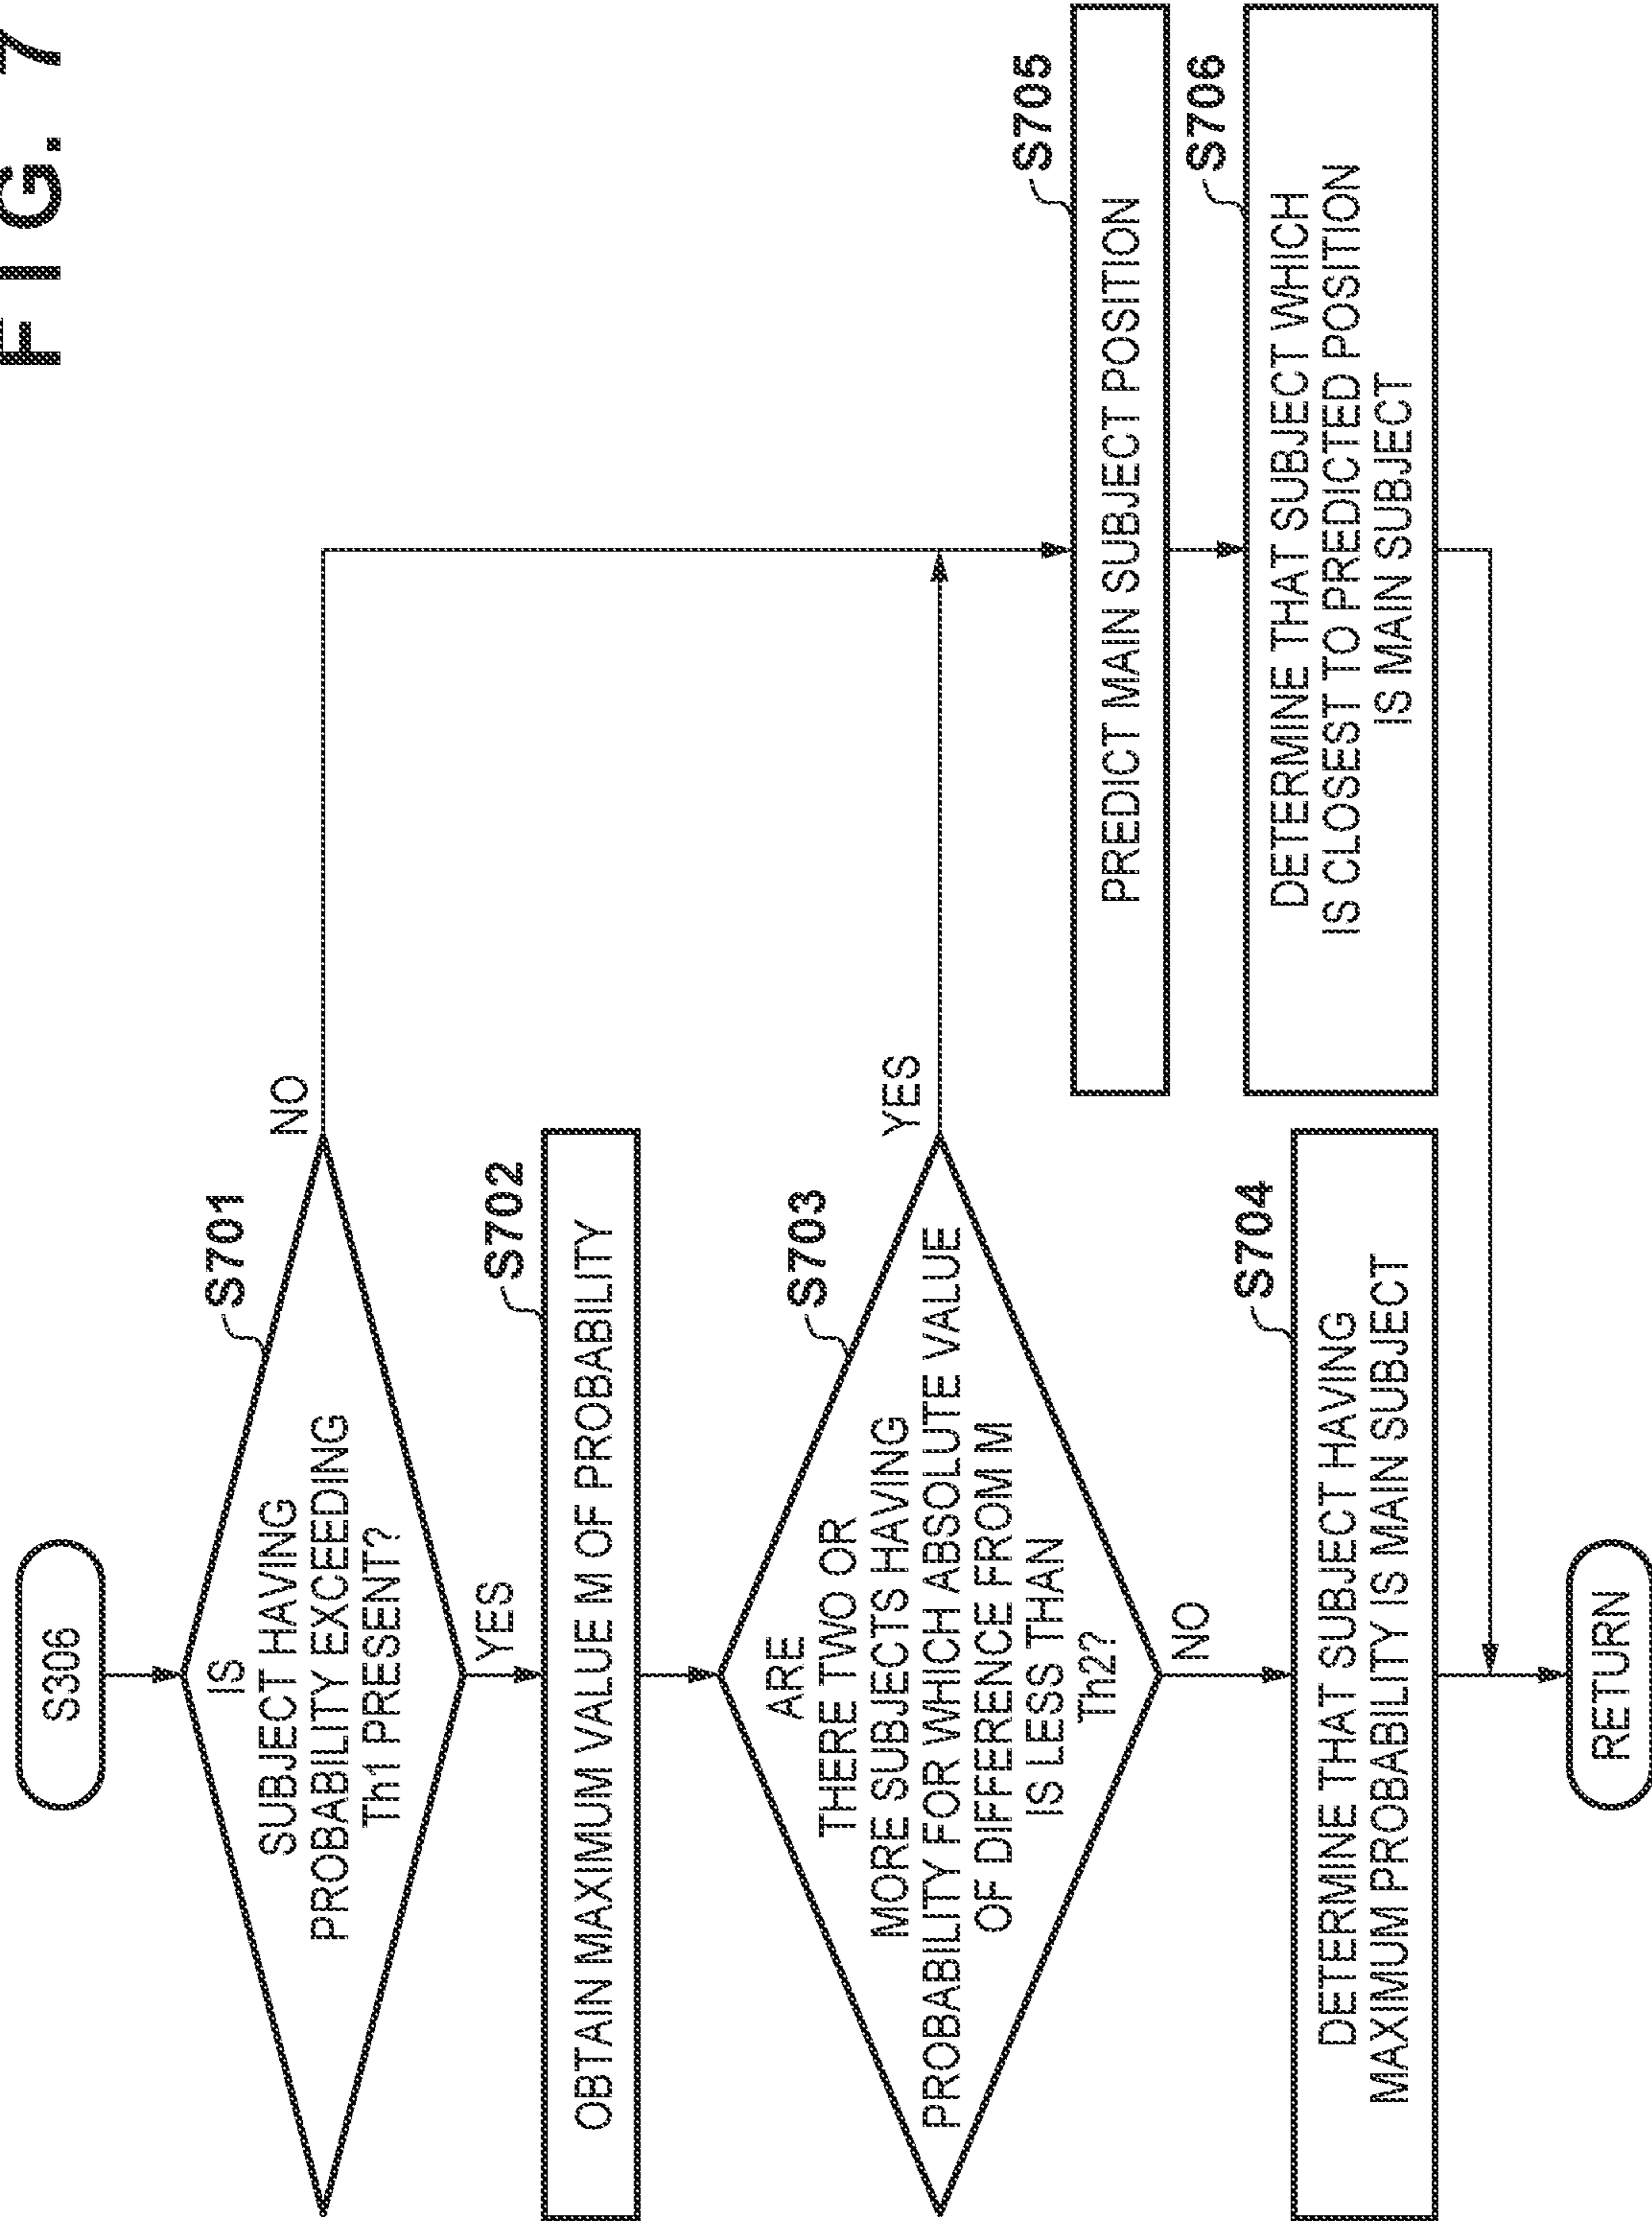 FIG. 7
S306
S701
IS
SUBJECT HAVING
PROBABILITY EXCEEDING
Th1 PRESENT?
NO
YES
S702
OBTAIN MAXIMUM VALUE M OF PROBABILITY
S703
ARE
THERE TWO OR
MORE SUBJECTS HAVING
PROBABILITY FOR WHICH ABSOLUTE VALUE
OF DIFFERENCE FROM M
IS LESS THAN
Th2?
YES
NO
S704
DETERMINE THAT SUBJECT HAVING
MAXIMUM PROBABILITY IS MAIN SUBJECT
S705
PREDICT MAIN SUBJECT POSITION
S706
DETERMINE THAT SUBJECT WHICH
IS CLOSEST TO PREDICTED POSITION
IS MAIN SUBJECT
RETURN